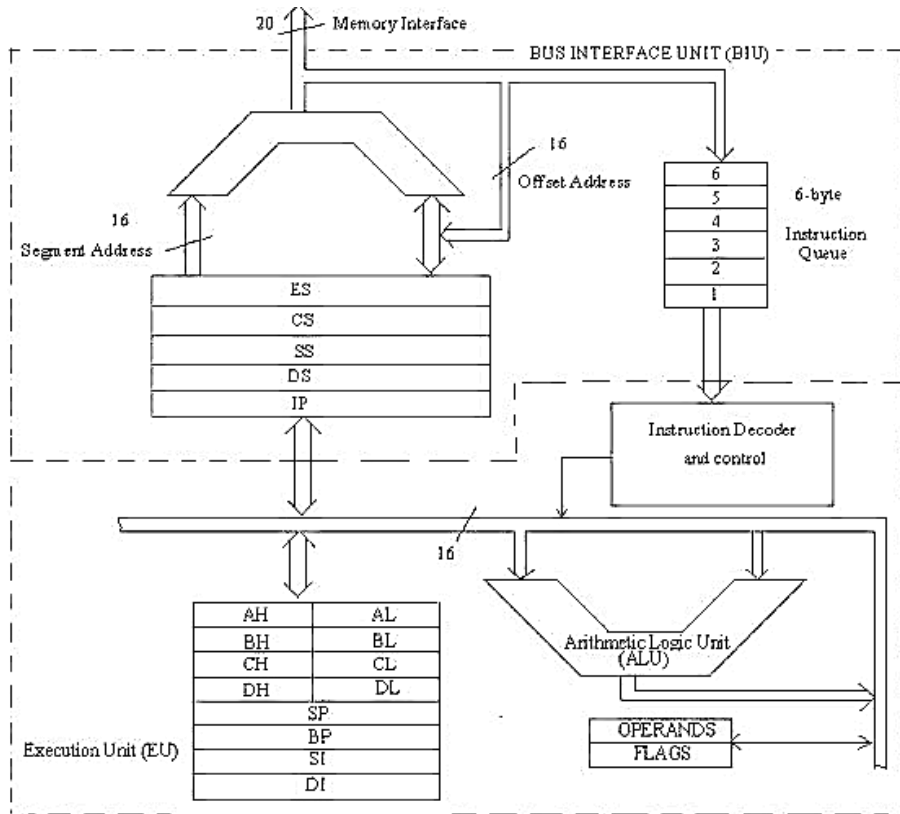 20 Memory Interface
BUS INTERFACE UNIT (BIU)
16
Offset Address
16
Segment Address
6
5
4
3
2
1
6-byte
Instruction
Queue
ES
CS
SS
DS
IP
Instruction Decoder
and control
16
AH AL
BH BL
CH CL
DH DL
SP
BP
SI
DI
Execution Unit (EU)
Arithmetic Logic Unit
(ALU)
OPERANDS
FLAGS